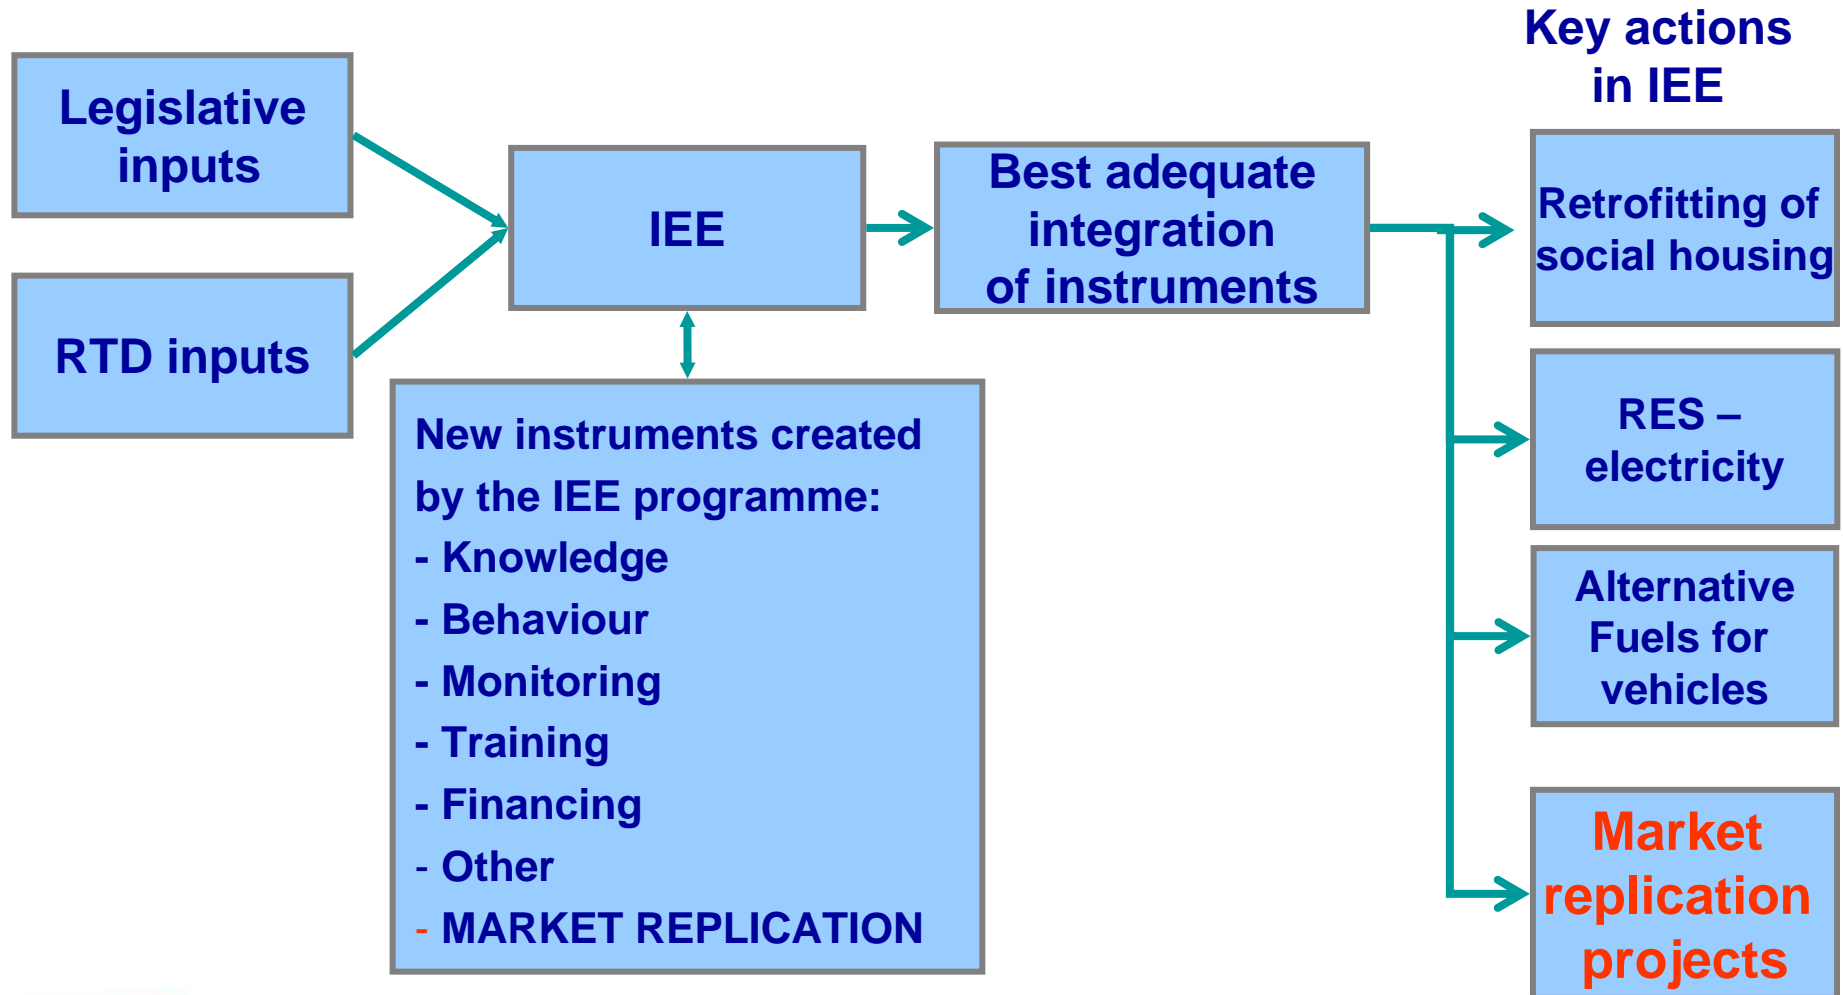 Key actions
in IEE
Legislative
inputs
RTD inputs
IEE
Best adequate
integration
of instruments
New instruments created
by the IEE programme:
- Knowledge
- Behaviour
- Monitoring
- Training
- Financing
- Other
- MARKET REPLICATION
Retrofitting of
social housing
RES –
electricity
Alternative
Fuels for
vehicles
Market
replication
projects